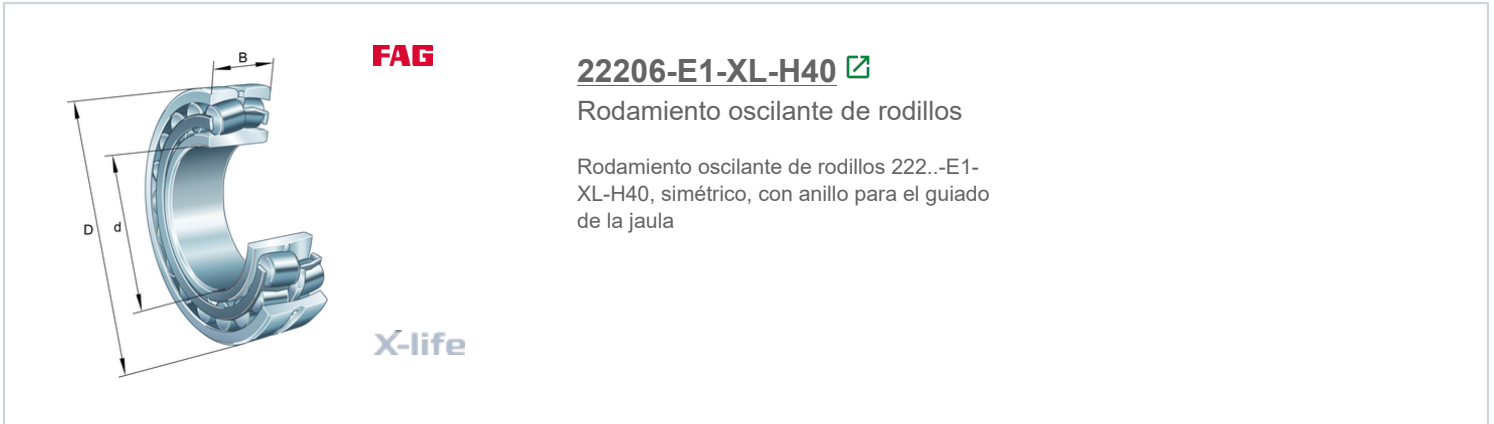 FAG
B
D
d
X-life
22206-E1-XL-H40
Rodamiento oscilante de rodillos
Rodamiento oscilante de rodillos 222..-E1-
XL-H40, simétrico, con anillo para el guiado
de la jaula